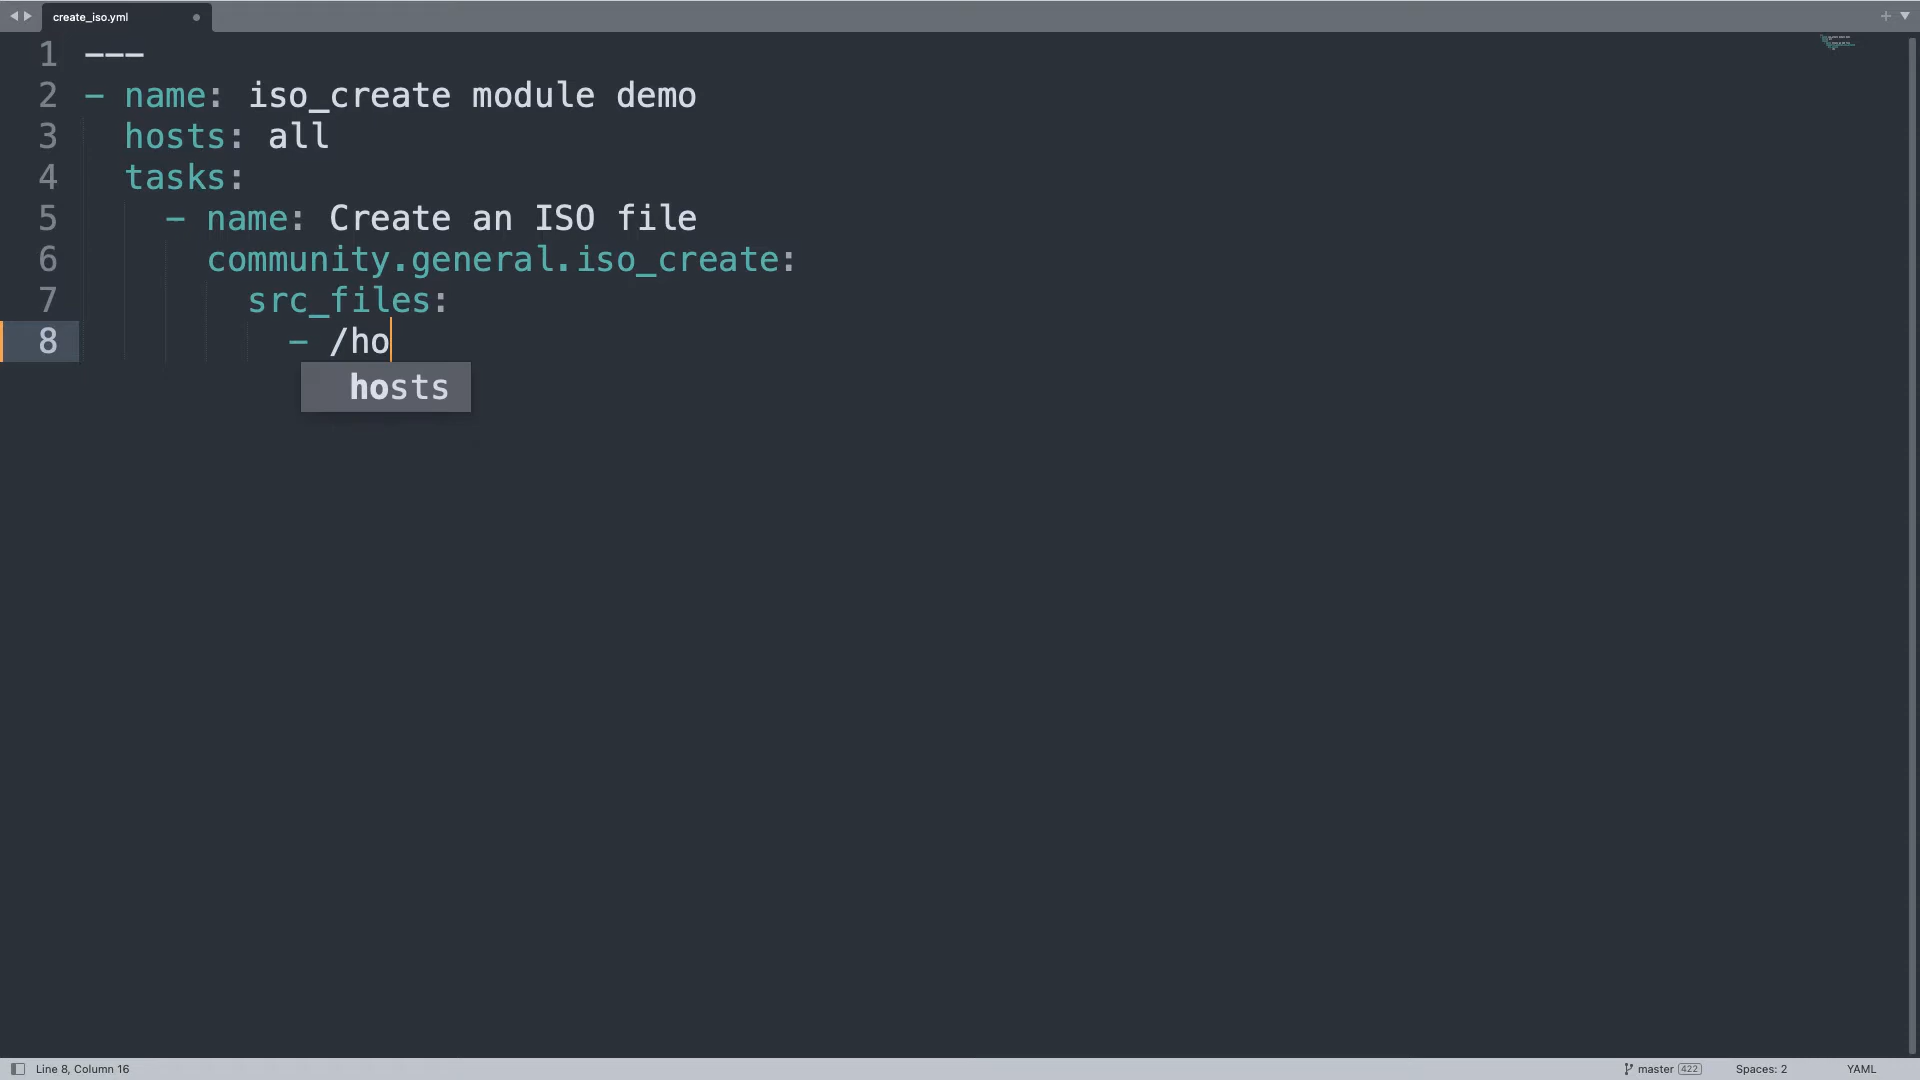 create_iso.yml
1 ---
2 - name: iso_create module demo
3 hosts: all
4 tasks:
5 - name: Create an ISO file
6 community.general.iso_create:
7 src_files:
8 - /ho
hosts
Line 8, Column 16
master 422
Spaces: 2
YAML